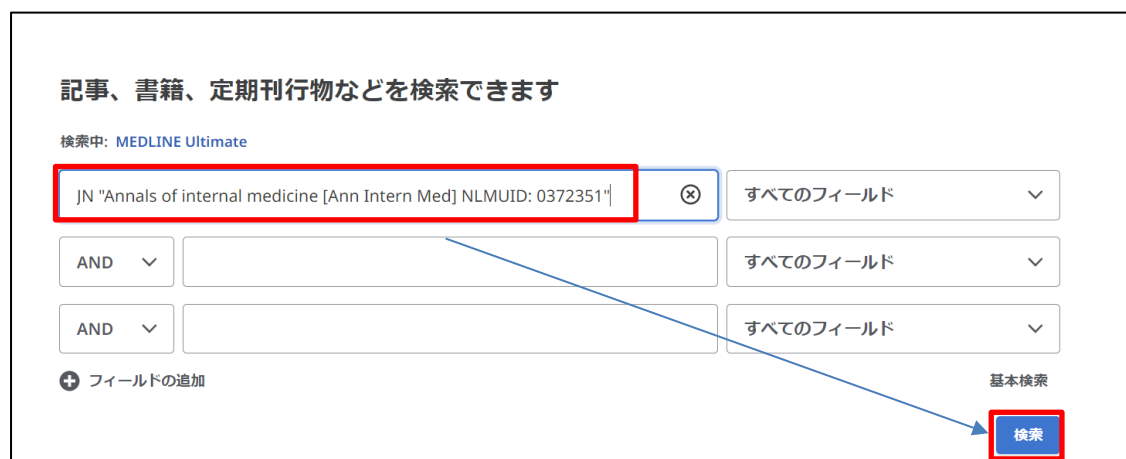 記事、書籍、定期刊行物などを検索できます
検索中: MEDLINE Ultimate
JN "Annals of internal medicine [Ann Intern Med] NLMUID: 0372351" すべてのフィールド
AND すべてのフィールド
AND すべてのフィールド
フィールドの追加 基本検索
検索